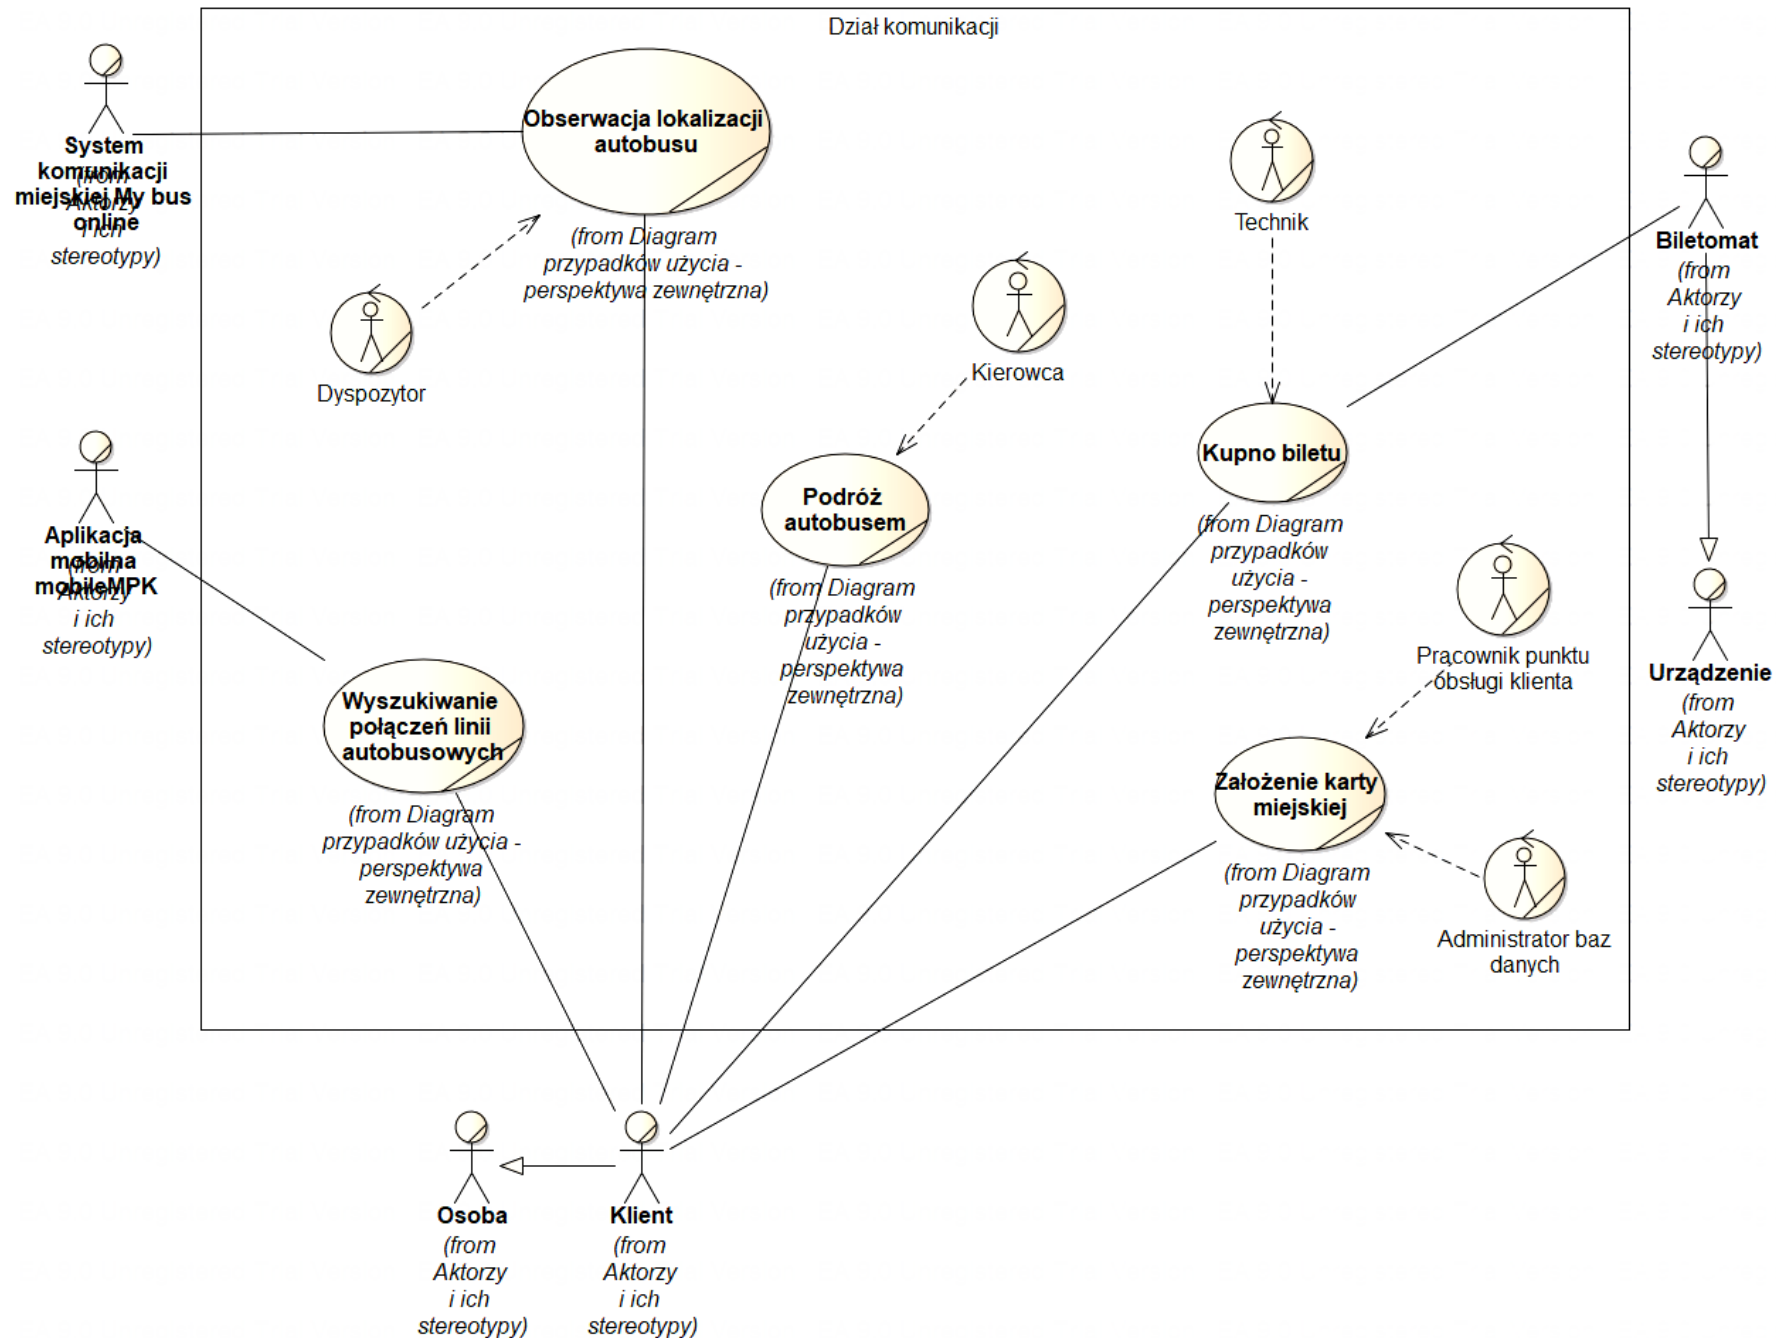 Dział komunikacji
System
komunikacji
miejskiej My bus
online
(from
Aktorzy
i ich
stereotypy)
Obserwacja lokalizacji
autobusu
(from Diagram
przypadków użycia -
perspektywa zewnętrzna)
Technik
Biletomat
(from
Aktorzy
i ich
stereotypy)
Dyspozytor
Kierowca
Kupno biletu
(from Diagram
przypadków
użycia -
perspektywa
zewnętrzna)
Aplikacja
mobilna
mobileMPK
(from
Aktorzy
i ich
stereotypy)
Podróż
autobusem
(from Diagram
przypadków
użycia -
perspektywa
zewnętrzna)
Pracownik punktu
obsługi klienta
Urządzenie
(from
Aktorzy
i ich
stereotypy)
Wyszukiwanie
połączeń linii
autobusowych
(from Diagram
przypadków użycia -
perspektywa
zewnętrzna)
Założenie karty
miejskiej
(from Diagram
przypadków
użycia -
perspektywa
zewnętrzna)
Administrator baz
danych
Osoba
(from
Aktorzy
i ich
stereotypy)
Klient
(from
Aktorzy
i ich
stereotypy)